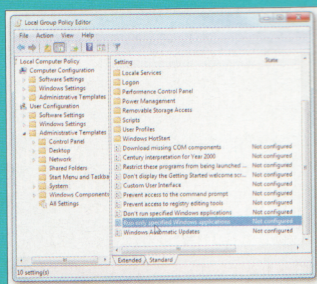 Local Group Policy Editor
File Action View Help
Local Computer Policy
Computer Configuration
Software Settings
Windows Settings
Administrative Templates
User Configuration
Software Settings
Windows Settings
Administrative Templates
Control Panel
Desktop
Network
Shared Folders
Start Menu and Taskba
System
Windows Components
All Settings
Setting State
Locale Services
Logon
Performance Control Panel
Power Management
Removable Storage Access
Scripts
User Profiles
Windows HotStart
Download missing COM components Not configured
Century interpretation for Year 2000 Not configured
Restrict these programs from being launched ... Not configured
Don't display the Getting Started welcome scr... Not configured
Custom User Interface Not configured
Prevent access to the command prompt Not configured
Prevent access to registry editing tools Not configured
Don't run specified Windows applications Not configured
Run only specified Windows applications Not configured
Windows Automatic Updates Not configured
Extended Standard
10 setting(s)